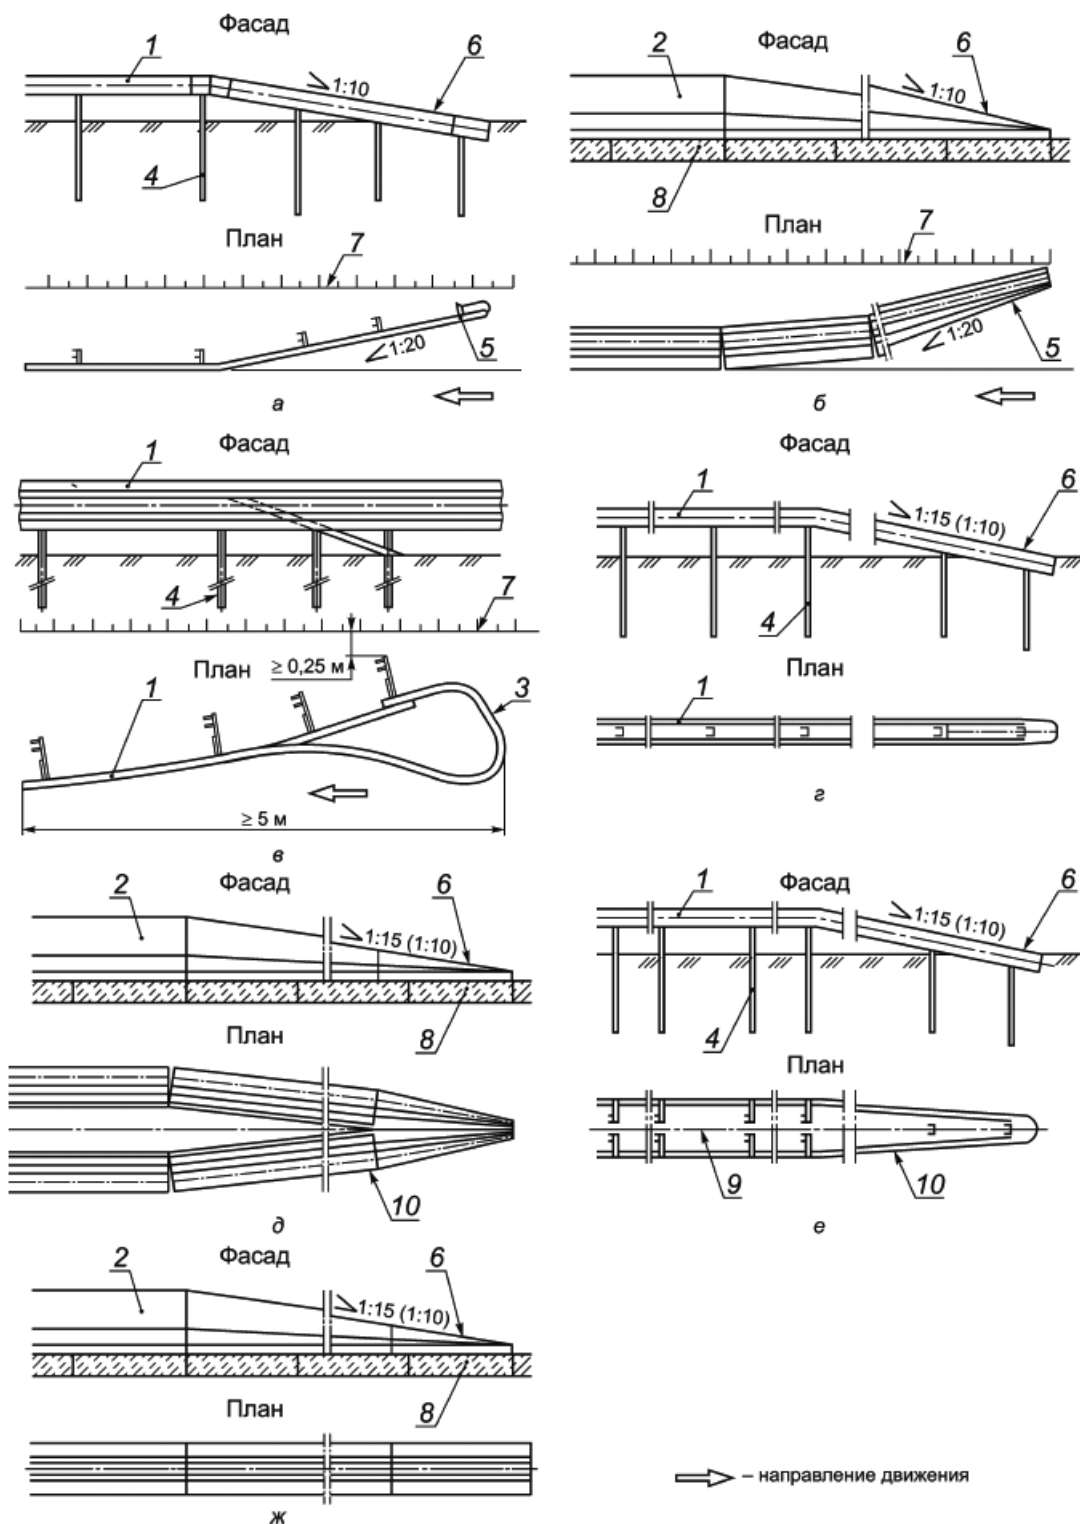 Фасад
1
6
1:10
4
План
7
1:20
5
а
Фасад
2
6
1:10
8
План
7
1:20
5
б
Фасад
1
4
7
План
≥ 0,25 м
1
3
≥ 5 м
в
Фасад
1
6
1:15 (1:10)
4
План
1
г
Фасад
2
6
1:15 (1:10)
8
План
10
д
Фасад
1
6
1:15 (1:10)
4
План
9
10
е
Фасад
2
6
1:15 (1:10)
8
План
ж
– направление движения